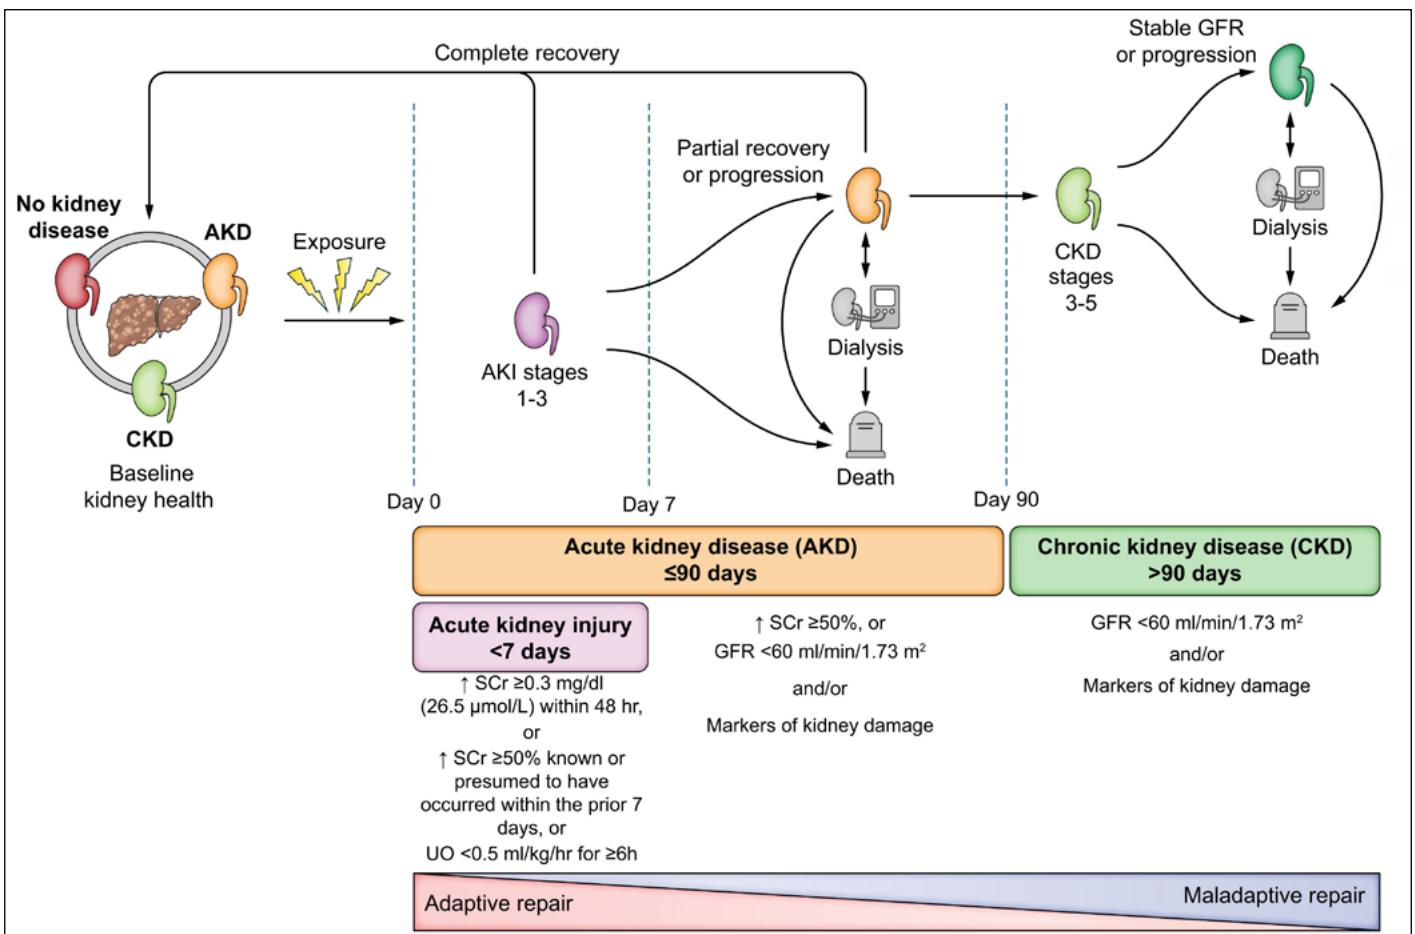 Complete recovery
Stable GFR
or progression
Partial recovery
or progression
No kidney
disease
AKD
Exposure
CKD
Baseline
kidney health
AKI stages
1-3
Dialysis
Death
CKD
stages
3-5
Dialysis
Death
Day 0
Day 7
Day 90
Acute kidney disease (AKD)
≤90 days
Chronic kidney disease (CKD)
>90 days
Acute kidney injury
<7 days
↑ SCr ≥0.3 mg/dl
(26.5 µmol/L) within 48 hr,
or
↑ SCr ≥50% known or
presumed to have
occurred within the prior 7
days, or
UO <0.5 ml/kg/hr for ≥6h
↑ SCr ≥50%, or
GFR <60 ml/min/1.73 m²
and/or
Markers of kidney damage
GFR <60 ml/min/1.73 m²
and/or
Markers of kidney damage
Adaptive repair
Maladaptive repair